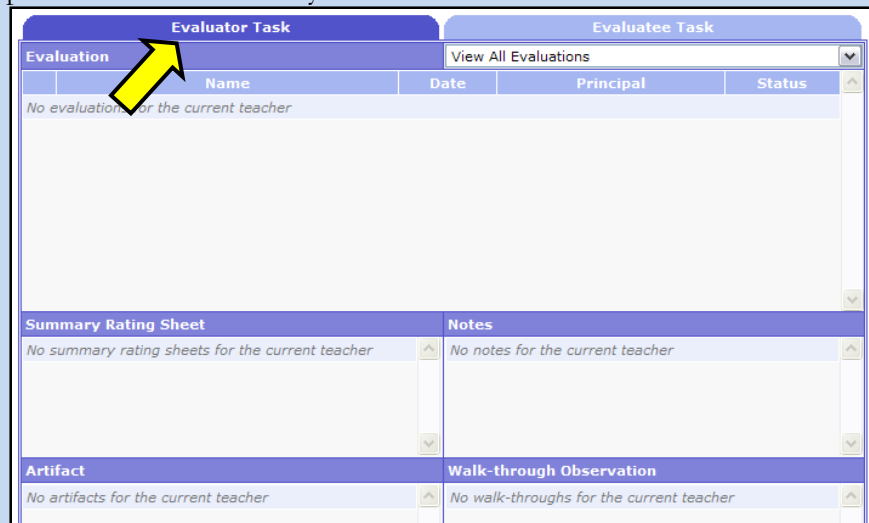 Evaluator Task
Evaluatee Task
Evaluation
View All Evaluations
Name Date Principal Status
No evaluations for the current teacher
Summary Rating Sheet
Notes
No summary rating sheets for the current teacher
No notes for the current teacher
Artifact
Walk-through Observation
No artifacts for the current teacher
No walk-throughs for the current teacher